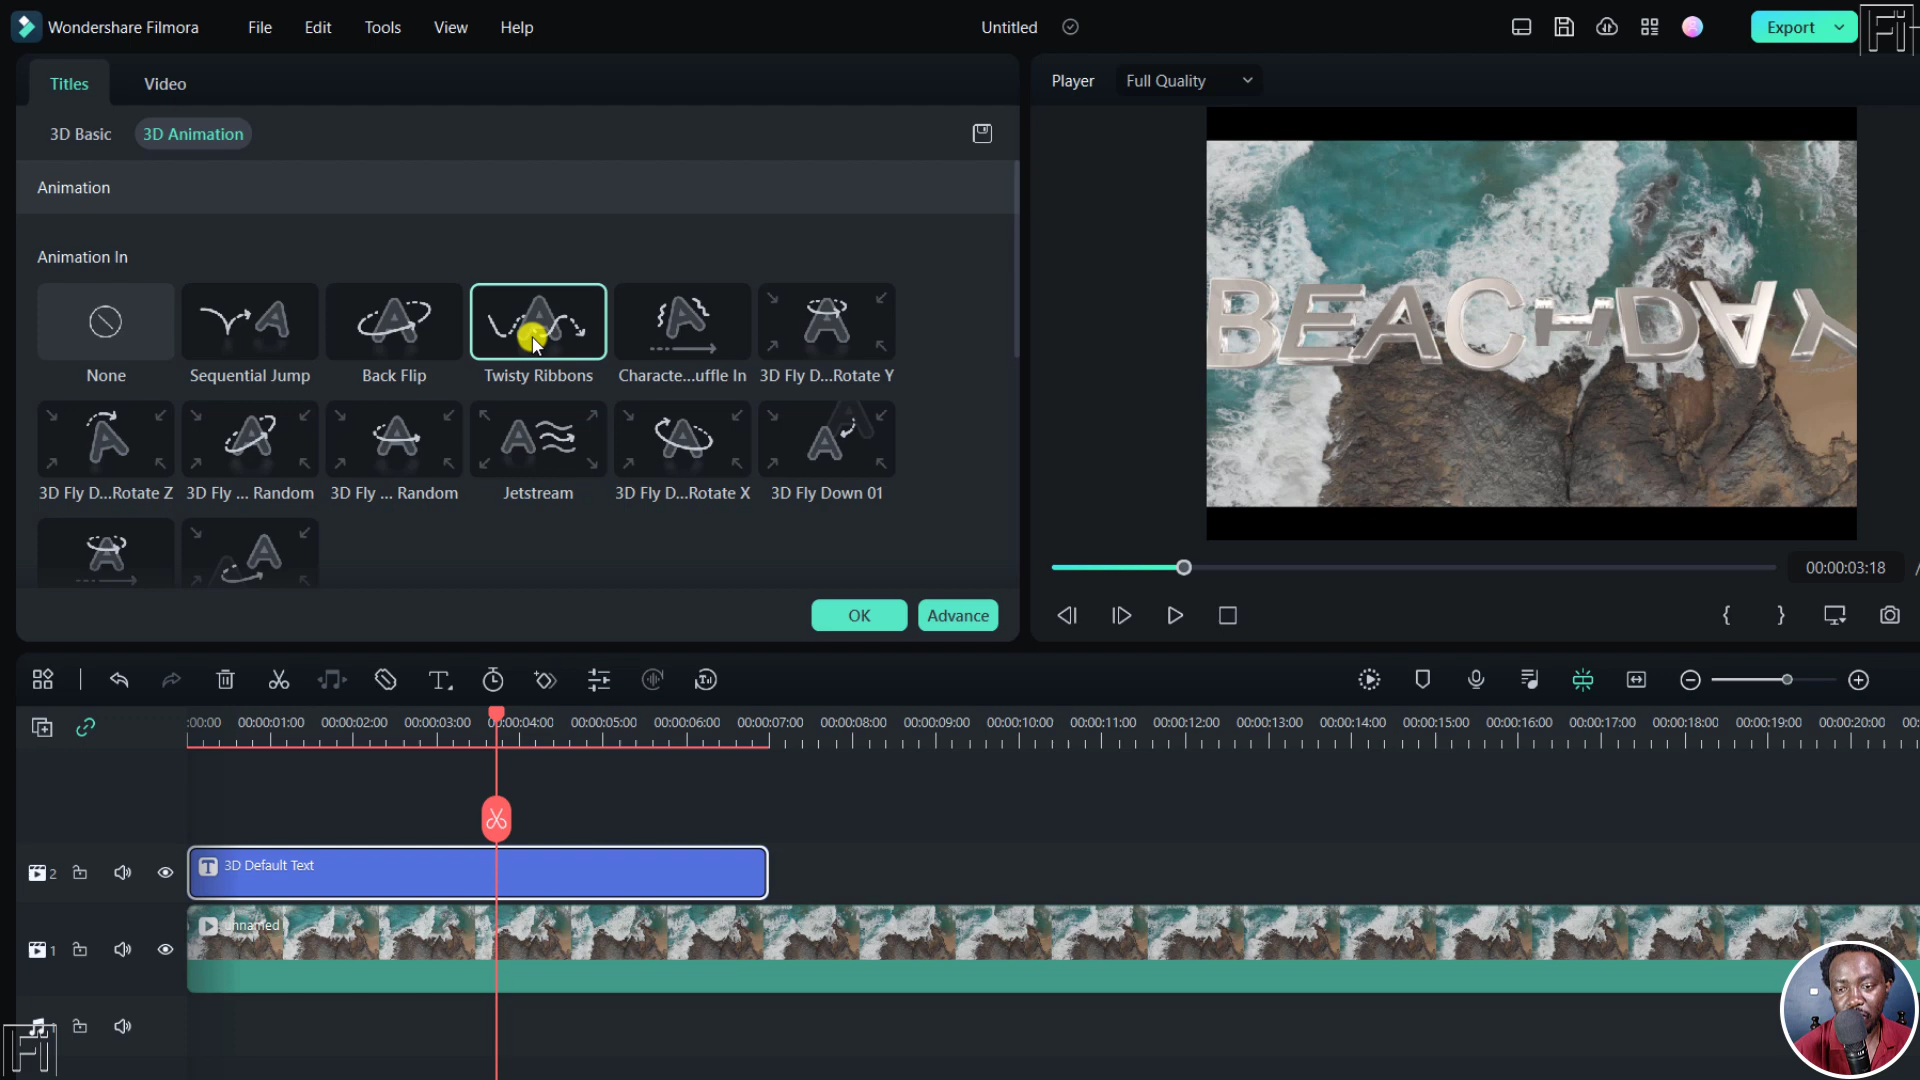 Wondershare Filmora File Edit Tools View Help Untitled Export Fi
Titles Video
Player Full Quality
3D Basic 3D Animation
Animation
Animation In
None Sequential Jump Back Flip Twisty Ribbons Characte...uffle In 3D Fly D...Rotate Y
3D Fly D...Rotate Z 3D Fly ... Random 3D Fly ... Random Jetstream 3D Fly D...Rotate X 3D Fly Down 01
BEACH DAY
00:00:03:18 /
OK Advance
:00:00 00:00:01:00 00:00:02:00 00:00:03:00 00:00:04:00 00:00:05:00 00:00:06:00 00:00:07:00 00:00:08:00 00:00:09:00 00:00:10:00 00:00:11:00 00:00:12:00 00:00:13:00 00:00:14:00 00:00:15:00 00:00:16:00 00:00:17:00 00:00:18:00 00:00:19:00 00:00:20:00 00:
2 T 3D Default Text
1 unnamed
1
Fi